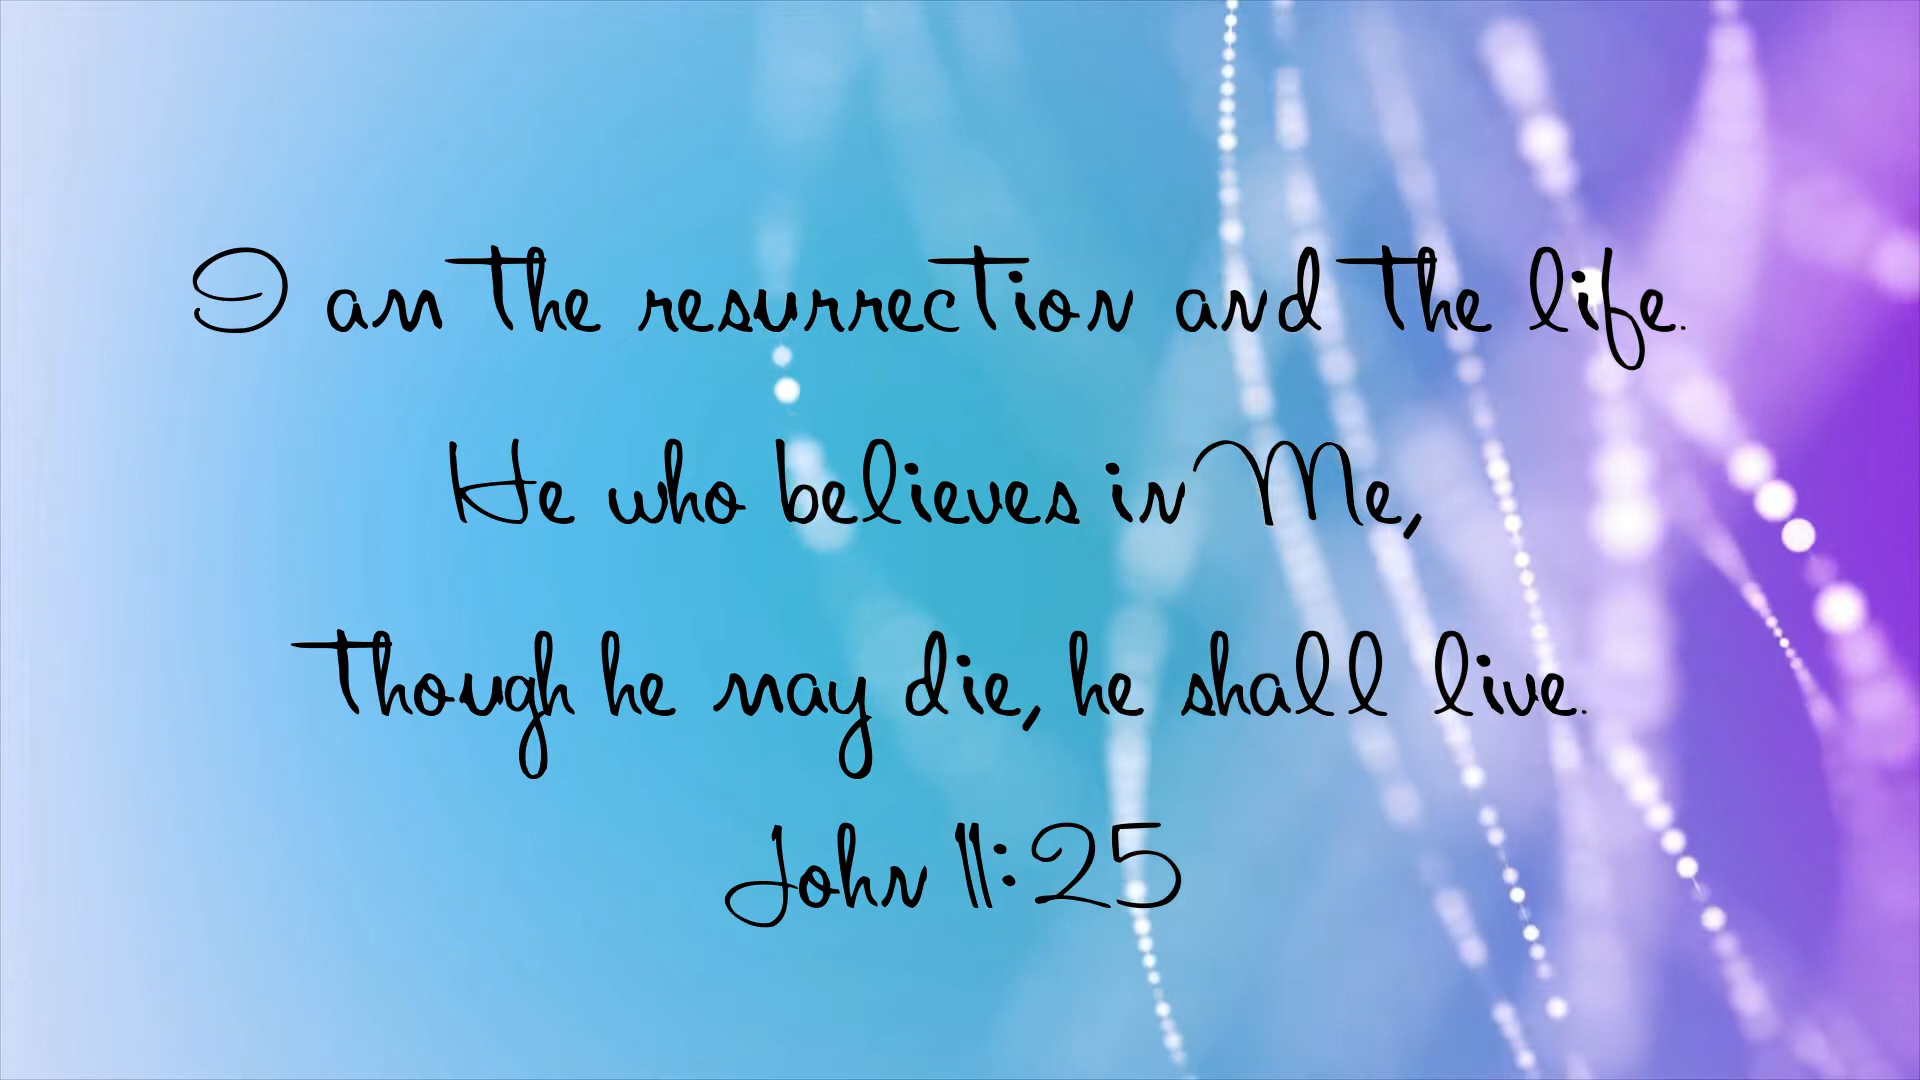 I am the resurrection and the life.
He who believes in Me,
though he may die, he shall live.
John 11:25